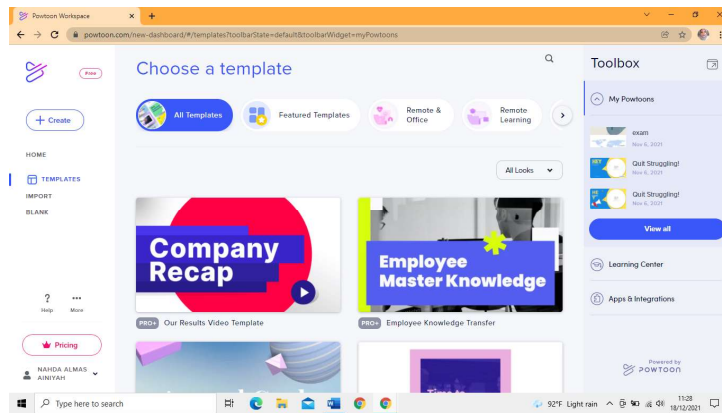 Powtoon Workspace
powtoon.com/new-dashboard/#/templates?toolbarState=default&toolbarWidget=myPowtoons
Free
Choose a template
Toolbox
+ Create
All Templates
Featured Templates
Remote &
Office
Remote
Learning
My Powtoons
exam
Nov 6, 2021
Quit Struggling!
Nov 6, 2021
Quit Struggling!
Nov 6, 2021
View all
HOME
TEMPLATES
IMPORT
BLANK
All Looks
Company
Recap
Employee
Master Knowledge
Learning Center
Apps & Integrations
? Help
More
PRO+ Our Results Video Template
PRO+ Employee Knowledge Transfer
Pricing
NAHDA ALMAS
AINIYAH
Time to
Powered by
POWTOON
Type here to search
92°F Light rain
11:28
18/12/2021